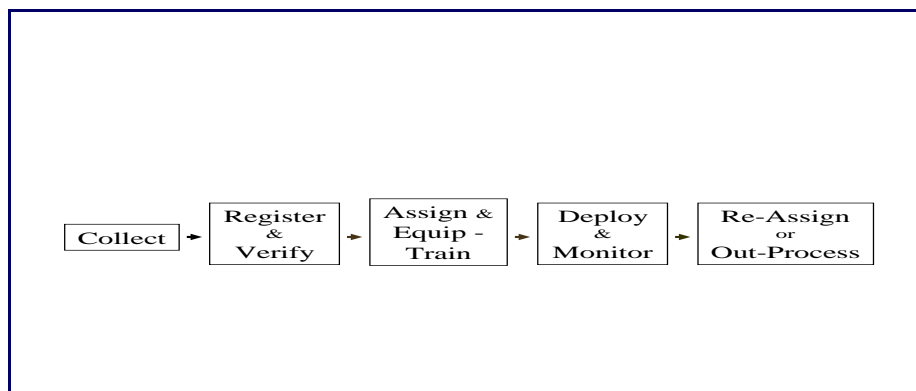 Collect
Register
&
Verify
Assign &
Equip -
Train
Deploy
&
Monitor
Re-Assign
or
Out-Process